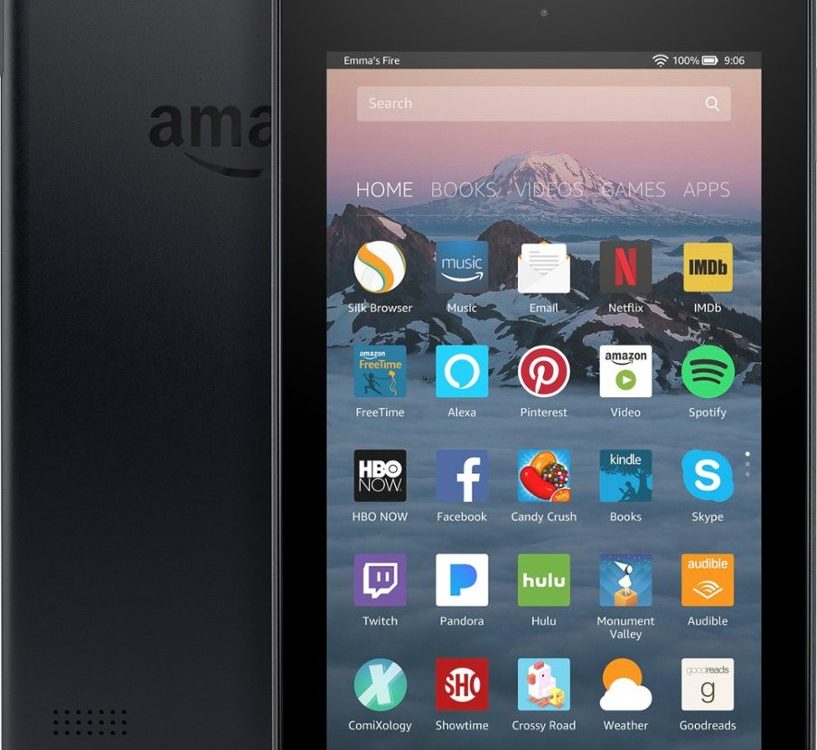 Emma's Fire 100% 9:06
ama
Search
HOME BOOKS VIDEOS GAMES APPS
music
IMDb
Silk Browser Music Email Netflix IMDb
amazon
FreeTime
amazon
FreeTime Alexa Pinterest Video Spotify
HBO
NOW
kindle
HBO NOW Facebook Candy Crush Books Skype
hulu
audible
Twitch Pandora Hulu Monument
Valley
Audible
SHO
goodreads
g
ComiXology Showtime Crossy Road Weather Goodreads